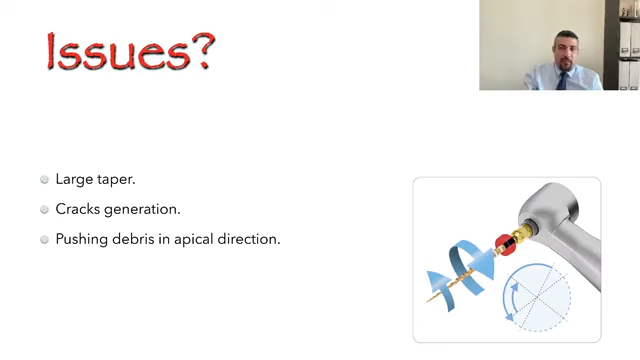 Issues?
Large taper.
Cracks generation.
Pushing debris in apical direction.